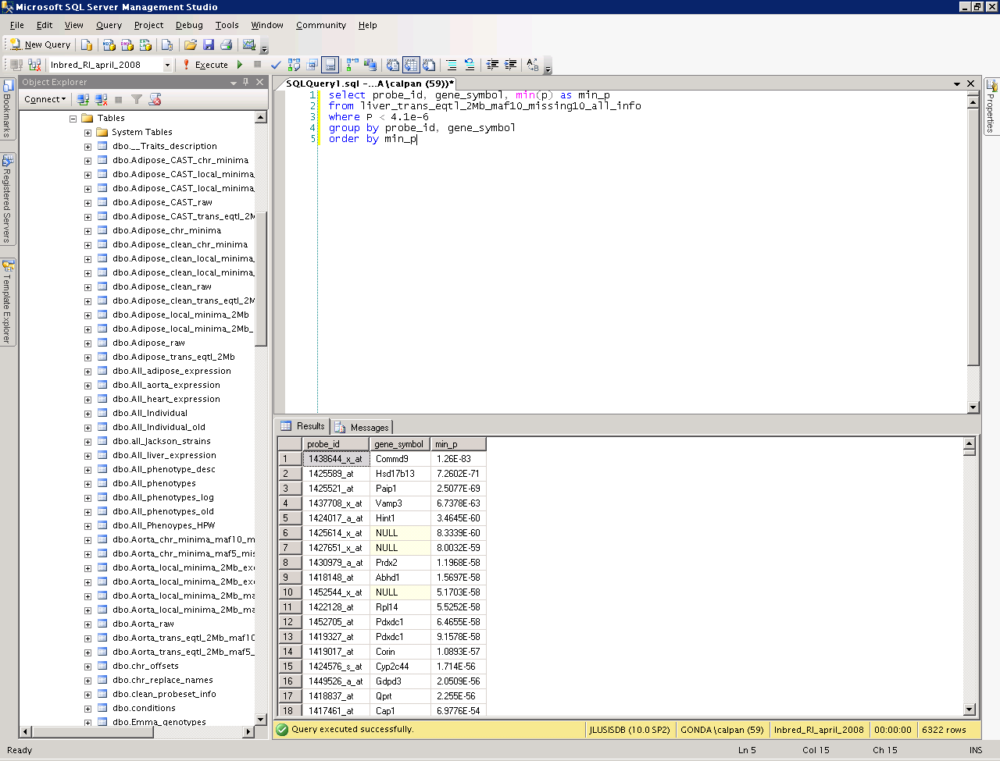 Microsoft SQL Server Management Studio
File Edit View Query Project Debug Tools Window Community Help
New Query
Inbred_RI_april_2008 Execute
Object Explorer
Connect
Bookmarks
Registered Servers
Template Explorer
Tables
System Tables
dbo.__Traits_description
dbo.Adipose_CAST_chr_minima
dbo.Adipose_CAST_local_minima_
dbo.Adipose_CAST_local_minima_
dbo.Adipose_CAST_raw
dbo.Adipose_CAST_trans_eqtl_2M
dbo.Adipose_chr_minima
dbo.Adipose_clean_chr_minima
dbo.Adipose_clean_local_minima_
dbo.Adipose_clean_local_minima_
dbo.Adipose_clean_raw
dbo.Adipose_clean_trans_eqtl_2M
dbo.Adipose_local_minima_2Mb
dbo.Adipose_local_minima_2Mb_
dbo.Adipose_raw
dbo.Adipose_trans_eqtl_2Mb
dbo.All_adipose_expression
dbo.All_aorta_expression
dbo.All_heart_expression
dbo.All_Individual
dbo.All_Individual_old
dbo.all_Jackson_strains
dbo.All_liver_expression
dbo.All_phenotype_desc
dbo.All_phenotypes
dbo.All_phenotypes_log
dbo.All_phenotypes_old
dbo.All_Phenoypes_HPW
dbo.Aorta_chr_minima_maf10_m
dbo.Aorta_chr_minima_maf5_mis
dbo.Aorta_local_minima_2Mb_exc
dbo.Aorta_local_minima_2Mb_exc
dbo.Aorta_local_minima_2Mb_ma
dbo.Aorta_local_minima_2Mb_ma
dbo.Aorta_raw
dbo.Aorta_trans_eqtl_2Mb_maf10
dbo.Aorta_trans_eqtl_2Mb_maf5_
dbo.chr_offsets
dbo.chr_replace_names
dbo.clean_probeset_info
dbo.conditions
dbo.Emma_genotypes
SQLQuery1.sql -...A\calpan (59))*
1 select probe_id, gene_symbol, min(p) as min_p
2 from liver_trans_eqtl_2Mb_maf10_missing10_all_info
3 where P < 4.1e-6
4 group by probe_id, gene_symbol
5 order by min_p
Properties
Results Messages
probe_id gene_symbol min_p
1 1438644_x_at Commd9 1.26E-83
2 1425589_at Hsd17b13 7.2602E-71
3 1425521_at Paip1 2.5077E-69
4 1437708_x_at Vamp3 6.7378E-63
5 1424017_a_at Hint1 3.4645E-60
6 1425614_x_at NULL 8.3339E-60
7 1427651_x_at NULL 8.0032E-59
8 1430979_a_at Prdx2 1.1968E-58
9 1418148_at Abhd1 1.5697E-58
10 1452544_x_at NULL 5.1703E-58
11 1422128_at Rpl14 5.5252E-58
12 1452705_at Pdxdc1 6.4655E-58
13 1419327_at Pdxdc1 9.1578E-58
14 1419017_at Corin 1.0893E-57
15 1424576_s_at Cyp2c44 1.714E-56
16 1449526_a_at Gdpd3 2.0509E-56
17 1418837_at Qprt 2.255E-56
18 1417461_at Cap1 6.9776E-54
Query executed successfully. JLUSISDB (10.0 SP2) GONDA\calpan (59) Inbred_RI_april_2008 00:00:00 6322 rows
Ready Ln 5 Col 15 Ch 15 INS